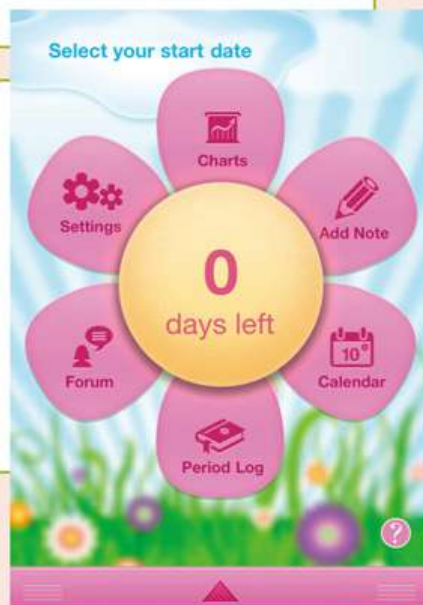 Select your start date
Charts
Settings
Add Note
0
days left
Forum
10
Calendar
Period Log
?